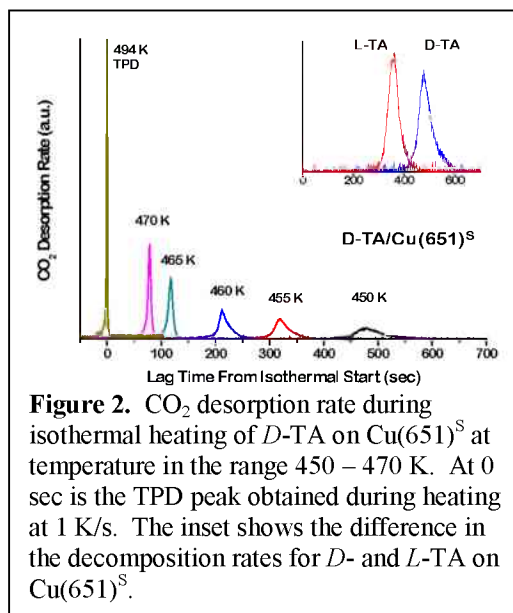 494 K
TPD
L-TA D-TA
0 200 400 600
470 K
465 K
D-TA/Cu(651)S
460 K
455 K
450 K
CO2 Desorption Rate (a.u.)
0 100 200 300 400 500 600 700
Lag Time From Isothermal Start (sec)
Figure 2. CO2 desorption rate during
isothermal heating of D-TA on Cu(651)S at
temperature in the range 450 – 470 K. At 0
sec is the TPD peak obtained during heating
at 1 K/s. The inset shows the difference in
the decomposition rates for D- and L-TA on
Cu(651)S.